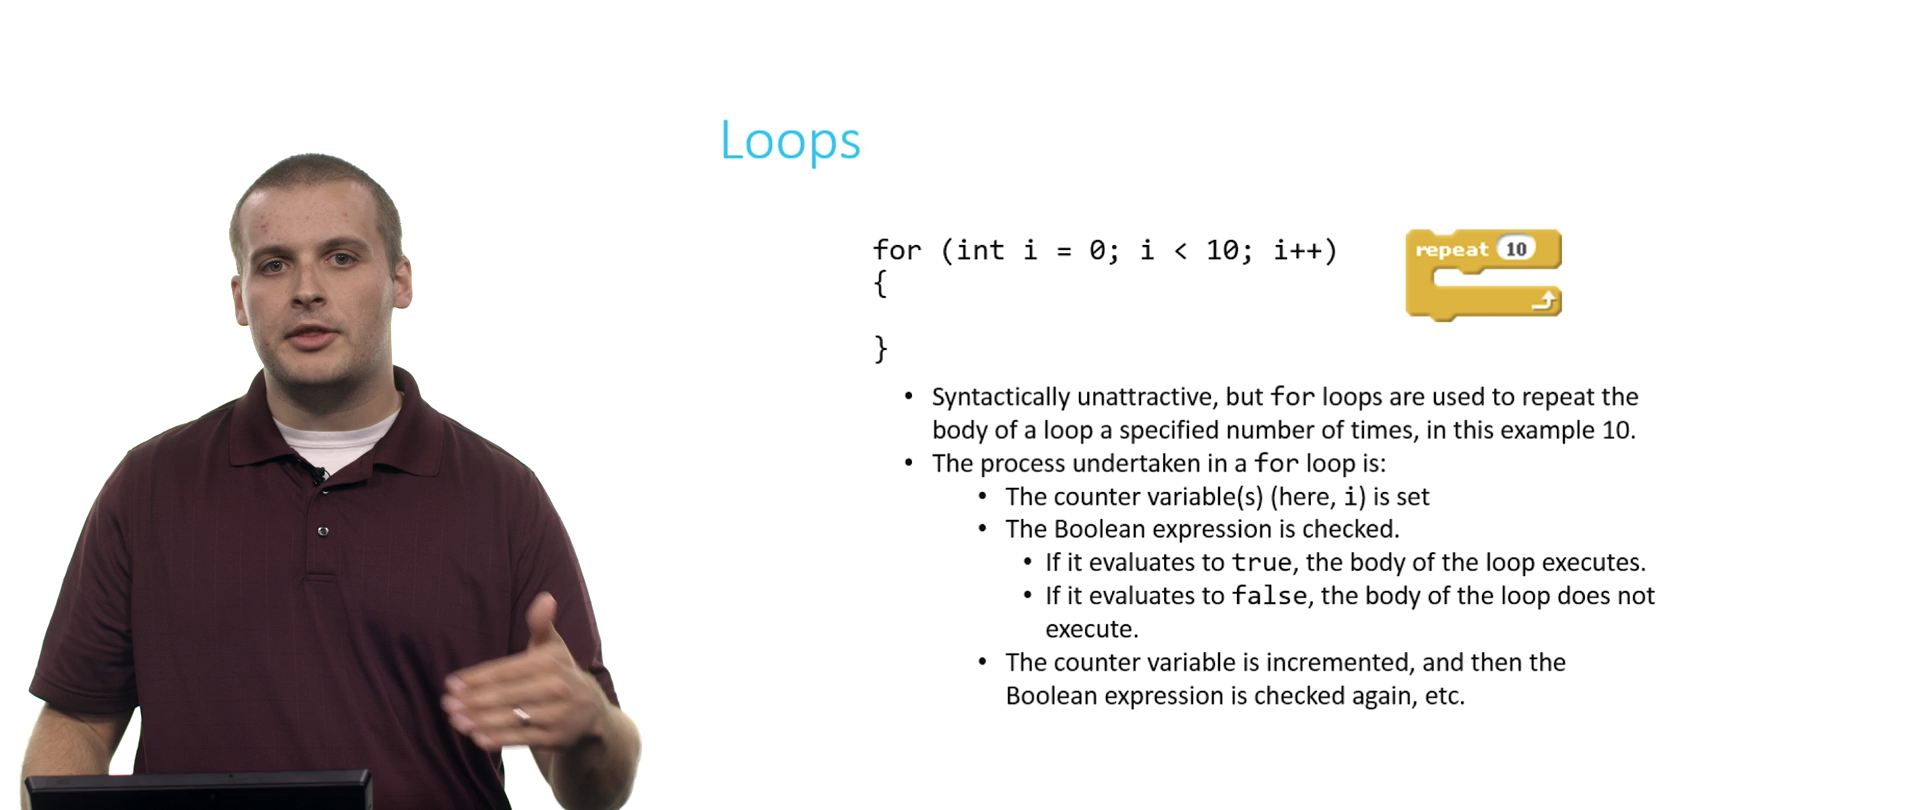 Loops
for (int i = 0; i < 10; i++)
{
}
repeat 10
• Syntactically unattractive, but for loops are used to repeat the
body of a loop a specified number of times, in this example 10.
• The process undertaken in a for loop is:
• The counter variable(s) (here, i) is set
• The Boolean expression is checked.
• If it evaluates to true, the body of the loop executes.
• If it evaluates to false, the body of the loop does not
execute.
• The counter variable is incremented, and then the
Boolean expression is checked again, etc.